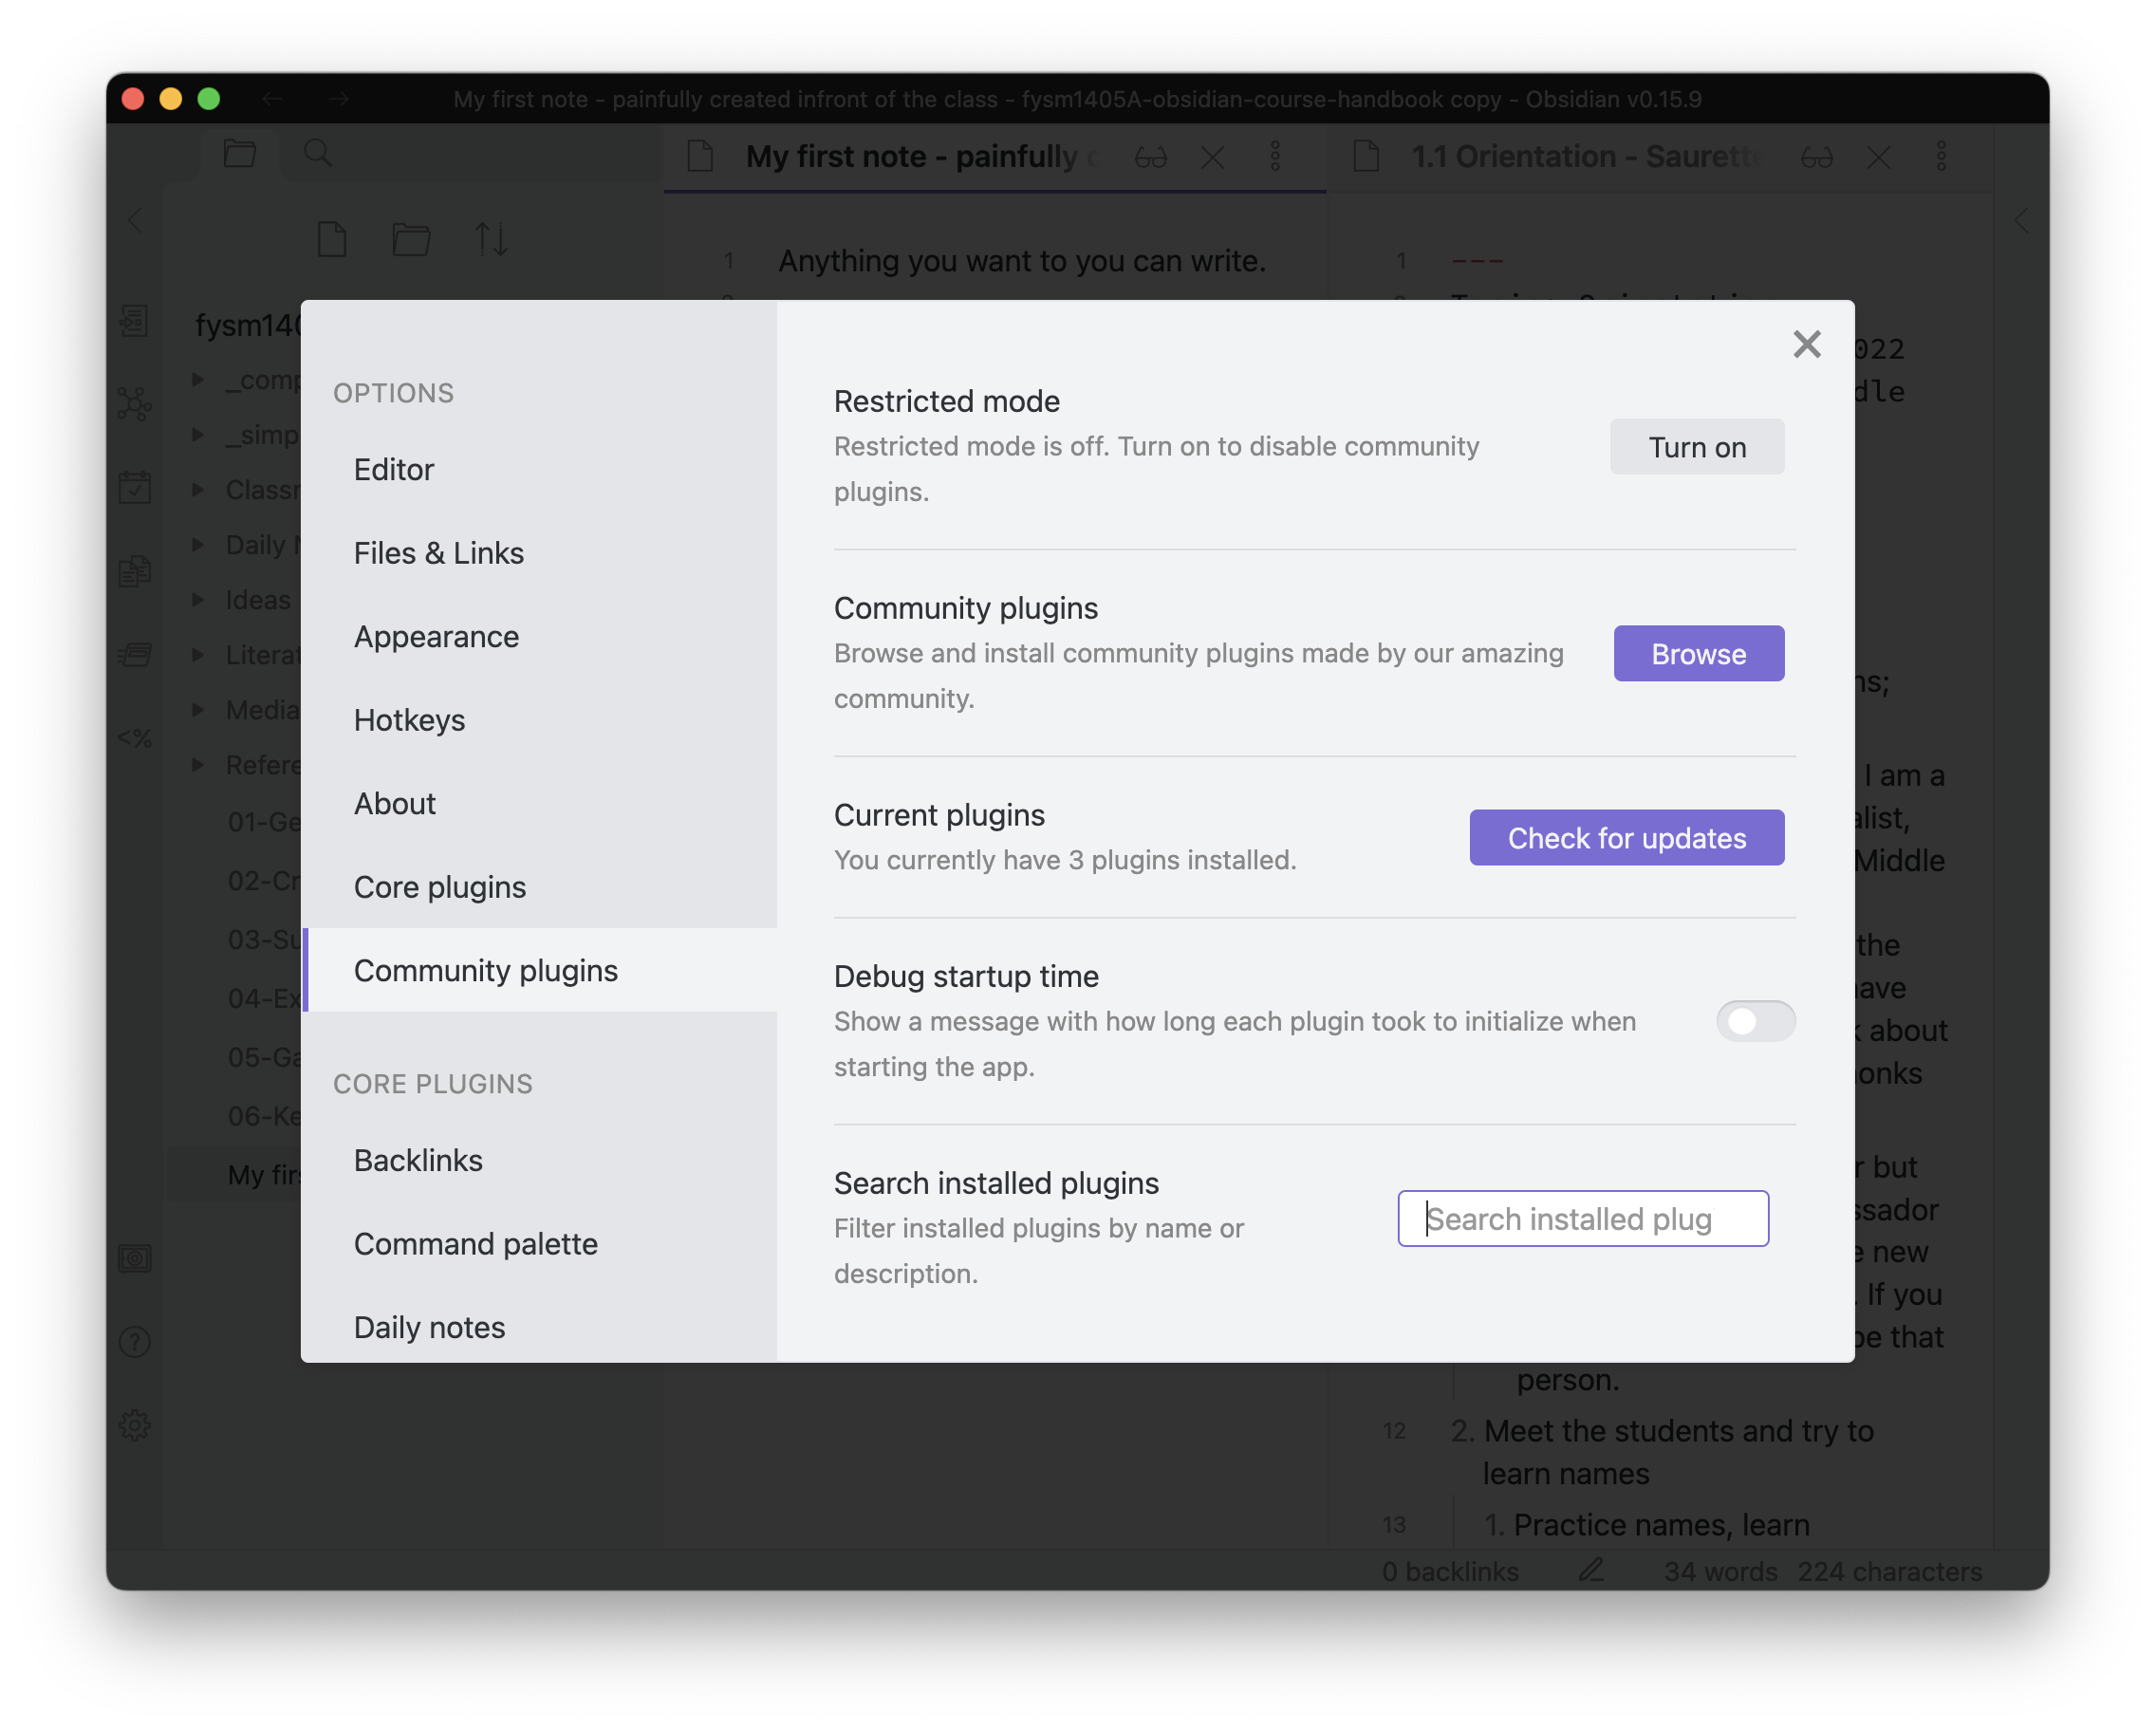 My first note - painfully created infront of the class - fysm1405A-obsidian-course-handbook copy - Obsidian v0.15.9
My first note - painfully
1.1 Orientation - Saurette
1 Anything you want to you can write.
1 ---
fysm140
OPTIONS
Editor
Files & Links
Appearance
Hotkeys
About
Core plugins
Community plugins
CORE PLUGINS
Backlinks
Command palette
Daily notes
Restricted mode
Restricted mode is off. Turn on to disable community
plugins.
Turn on
Community plugins
Browse and install community plugins made by our amazing
community.
Browse
Current plugins
You currently have 3 plugins installed.
Check for updates
Debug startup time
Show a message with how long each plugin took to initialize when
starting the app.
Search installed plugins
Filter installed plugins by name or
description.
Search installed plug
_comp
_simp
Classr
Daily
Ideas
Literat
Media
Refere
01-Ge
02-Cr
03-Su
04-Ex
05-Ga
06-Ke
My firs
<%
022
dle
ns;
I am a
alist,
Middle
the
have
about
onks
r but
ssador
new
. If you
be that
person.
12 2. Meet the students and try to
learn names
13 1. Practice names, learn
0 backlinks
34 words 224 characters